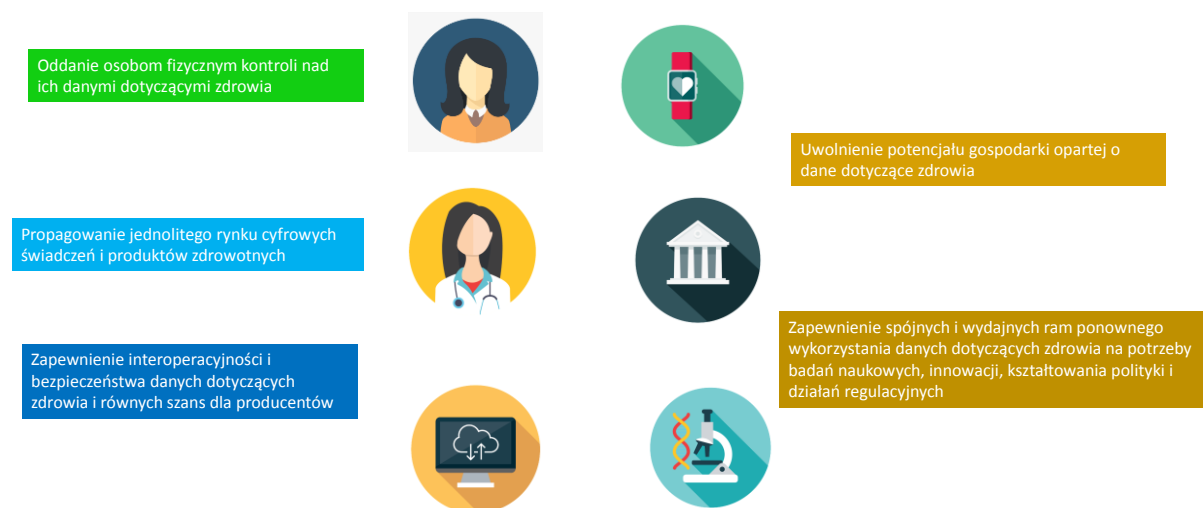 Oddanie osobom fizycznym kontroli nad
ich danymi dotyczącymi zdrowia
Propagowanie jednolitego rynku cyfrowych
świadczeń i produktów zdrowotnych
Zapewnienie interoperacyjności i
bezpieczeństwa danych dotyczących
zdrowia i równych szans dla producentów
Uwolnienie potencjału gospodarki opartej o
dane dotyczące zdrowia
Zapewnienie spójnych i wydajnych ram ponownego
wykorzystania danych dotyczących zdrowia na potrzeby
badań naukowych, innowacji, kształtowania polityki i
działań regulacyjnych